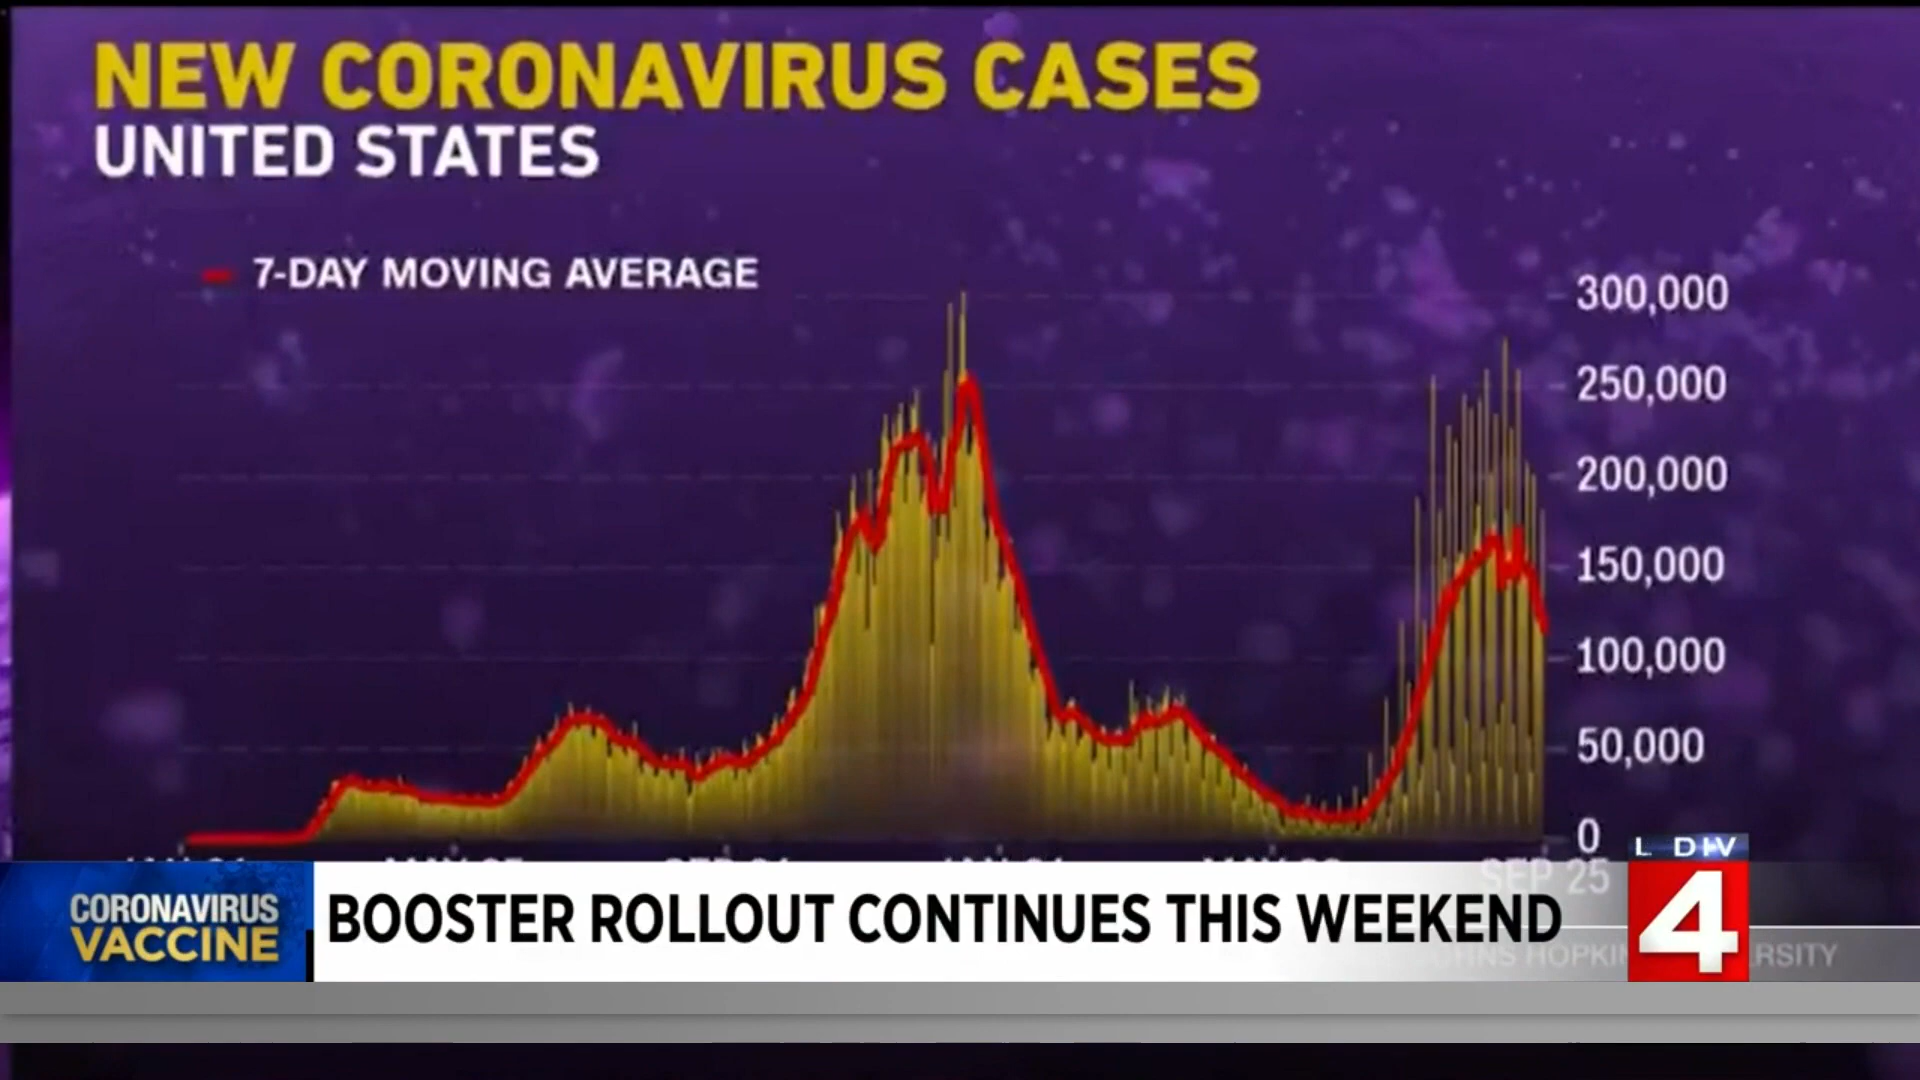 NEW CORONAVIRUS CASES
UNITED STATES
7-DAY MOVING AVERAGE
300,000
250,000
200,000
150,000
100,000
50,000
0
SEP 25
CORONAVIRUS
VACCINE
BOOSTER ROLLOUT CONTINUES THIS WEEKEND
4